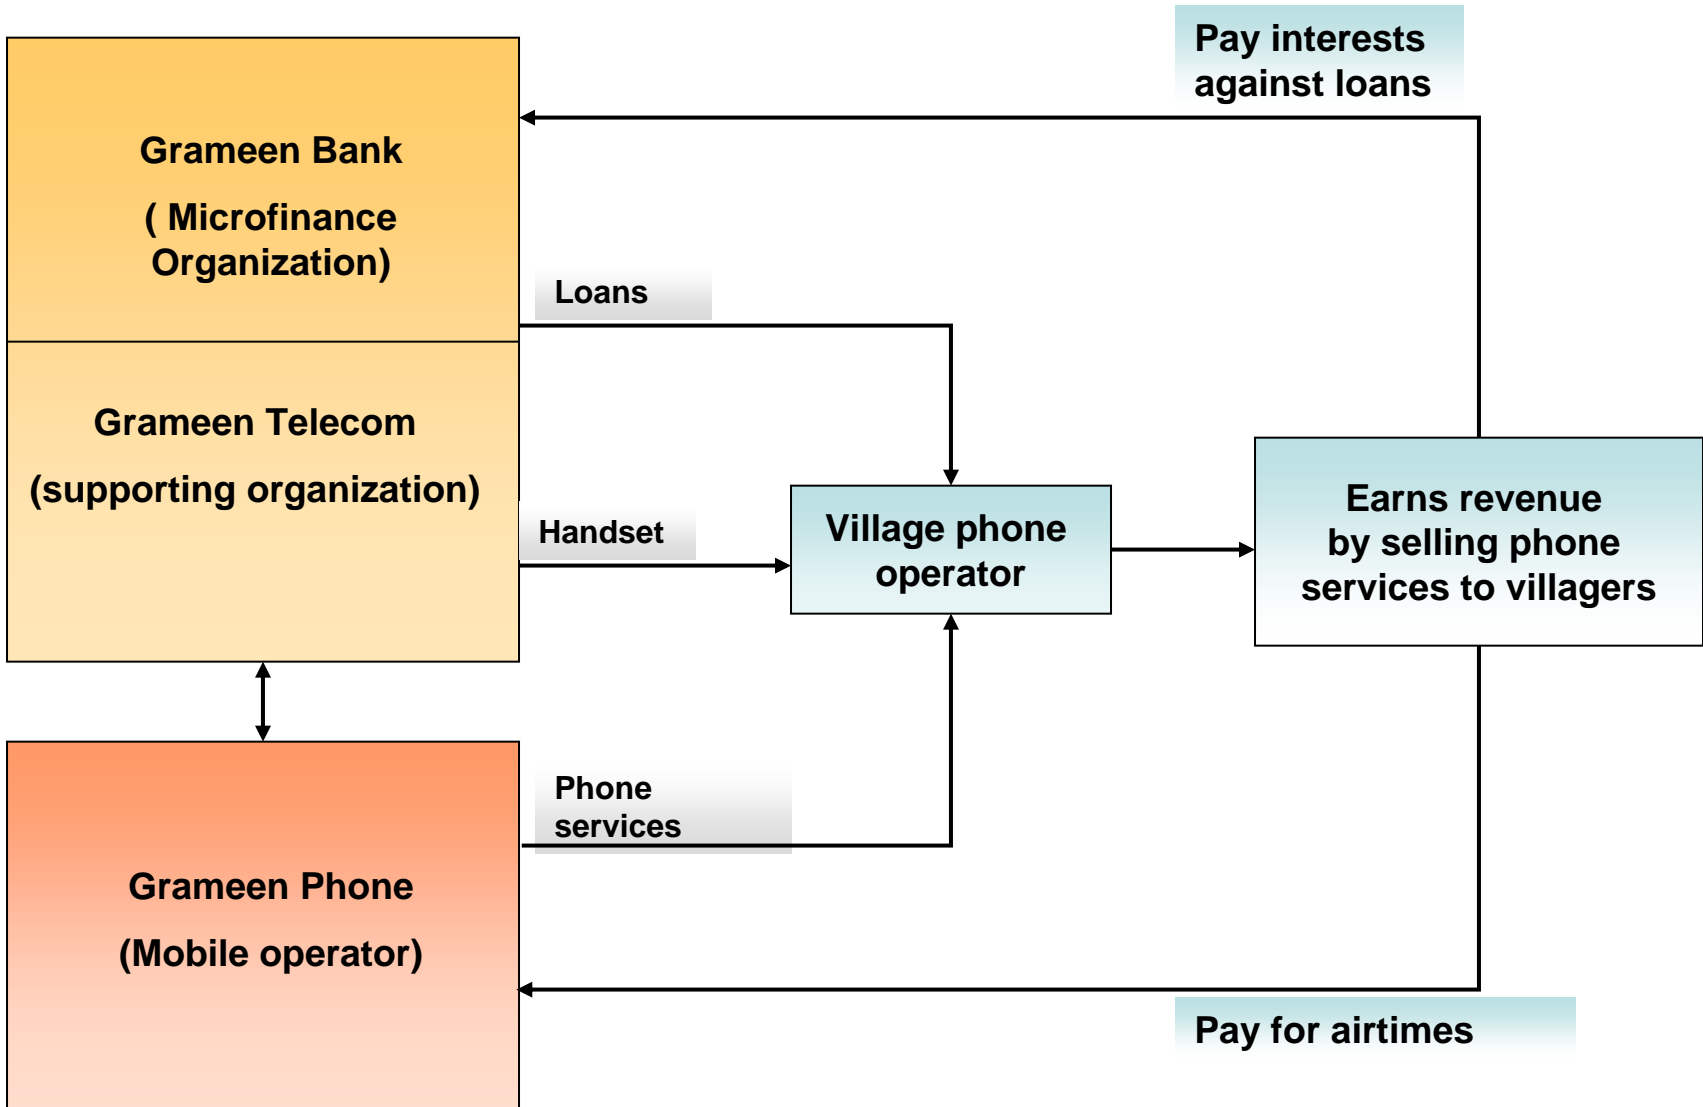 Pay interests
against loans
Grameen Bank
( Microfinance
Organization)
Loans
Grameen Telecom
(supporting organization)
Handset
Village phone
operator
Earns revenue
by selling phone
services to villagers
Phone
services
Grameen Phone
(Mobile operator)
Pay for airtimes